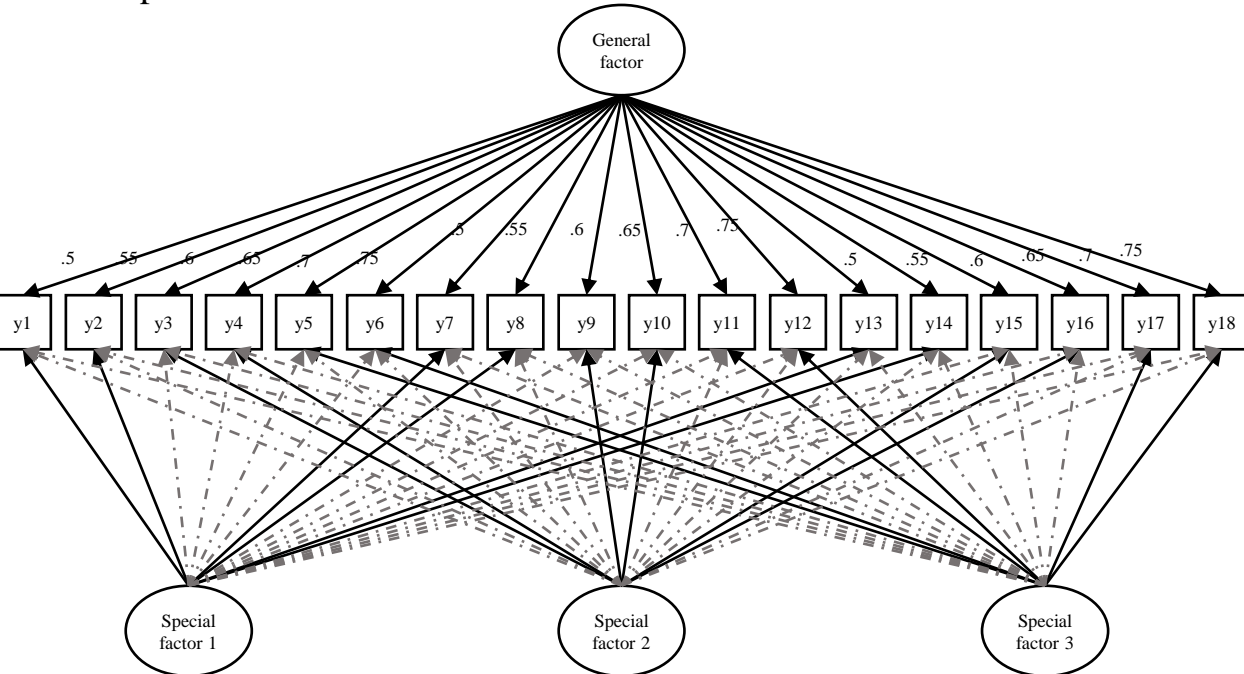 General
factor
.5 .55 .6 .65 .7 .75 .5 .55 .6 .65 .7 .75 .5 .55 .6 .65 .7 .75
y1 y2 y3 y4 y5 y6 y7 y8 y9 y10 y11 y12 y13 y14 y15 y16 y17 y18
Special
factor 1
Special
factor 2
Special
factor 3